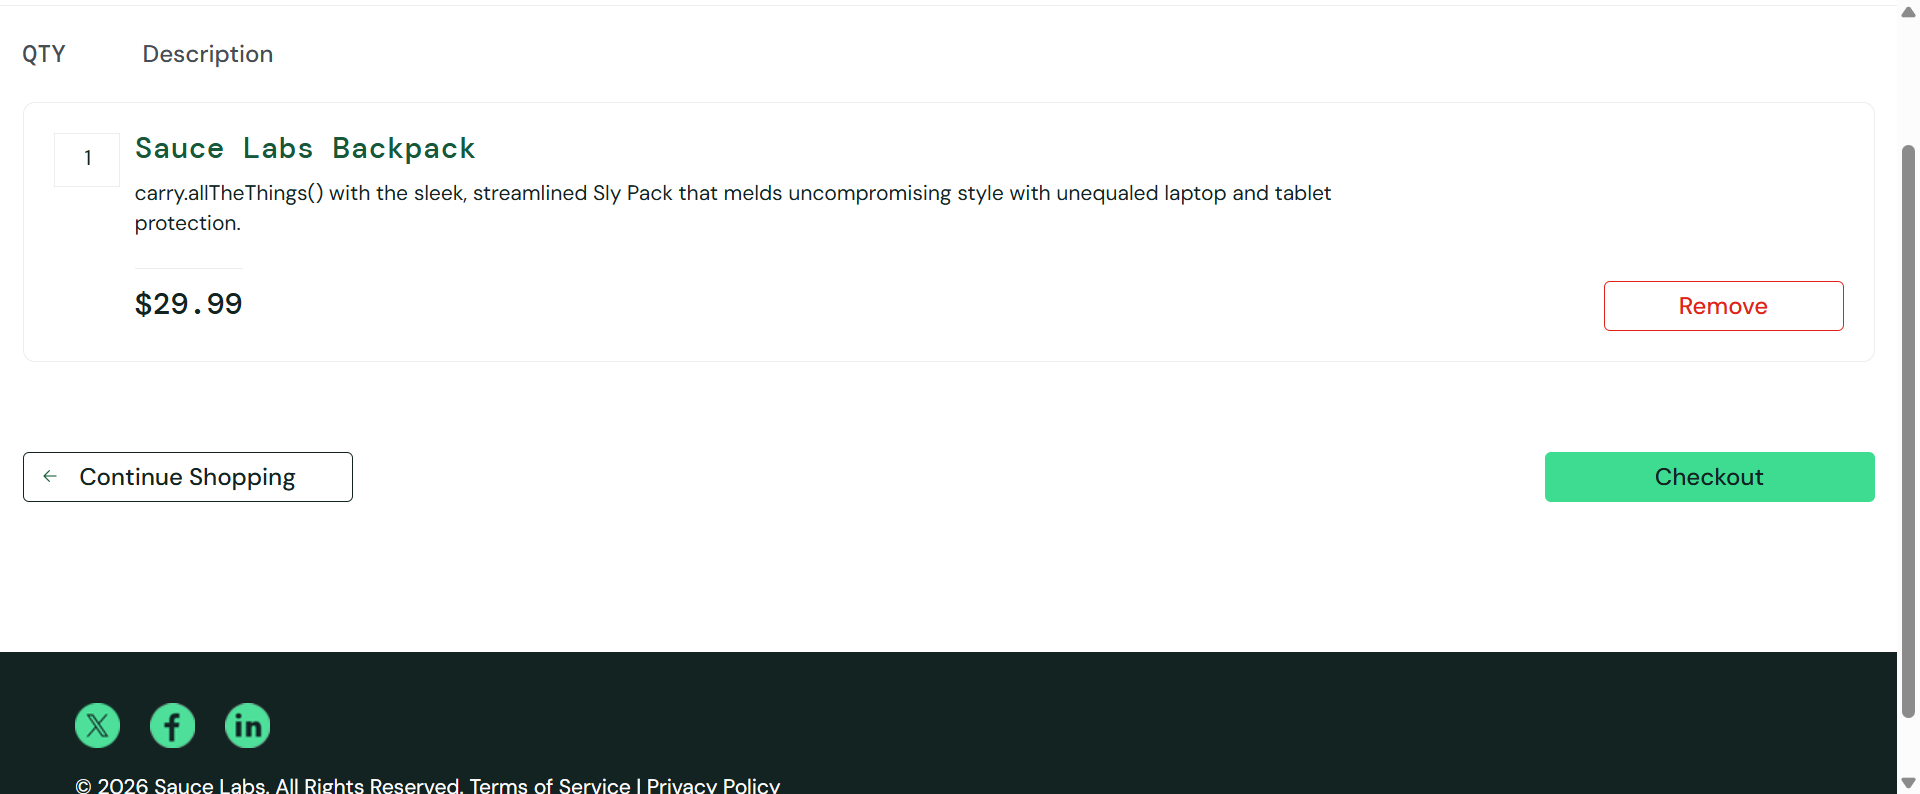 QTY Description
1
Sauce Labs Backpack
carry.allTheThings() with the sleek, streamlined Sly Pack that melds uncompromising style with unequaled laptop and tablet
protection.
$29.99
Remove
Continue Shopping
Checkout
© 2026 Sauce Labs. All Rights Reserved. Terms of Service | Privacy Policy